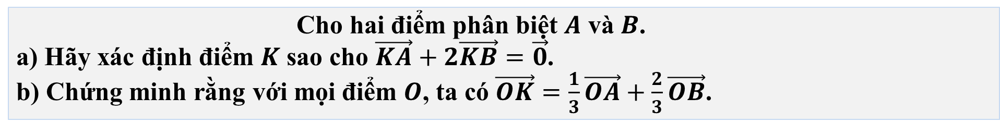 Cho hai điểm phân biệt A và B.
a) Hãy xác định điểm K sao cho $\overrightarrow{KA} + 2\overrightarrow{KB} = \overrightarrow{0}$.
b) Chứng minh rằng với mọi điểm O, ta có $\overrightarrow{OK} = \frac{1}{3}\overrightarrow{OA} + \frac{2}{3}\overrightarrow{OB}$.